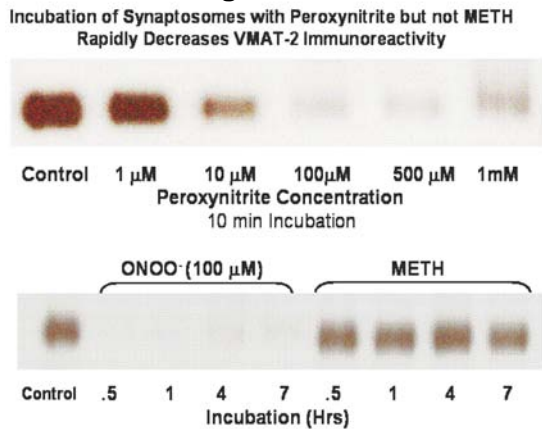 Incubation of Synaptosomes with Peroxynitrite but not METH
Rapidly Decreases VMAT-2 Immunoreactivity
Control 1 µM 10 µM 100µM 500 µM 1mM
Peroxynitrite Concentration
10 min Incubation
ONOO⁻ (100 µM) METH
Control .5 1 4 7 .5 1 4 7
Incubation (Hrs)